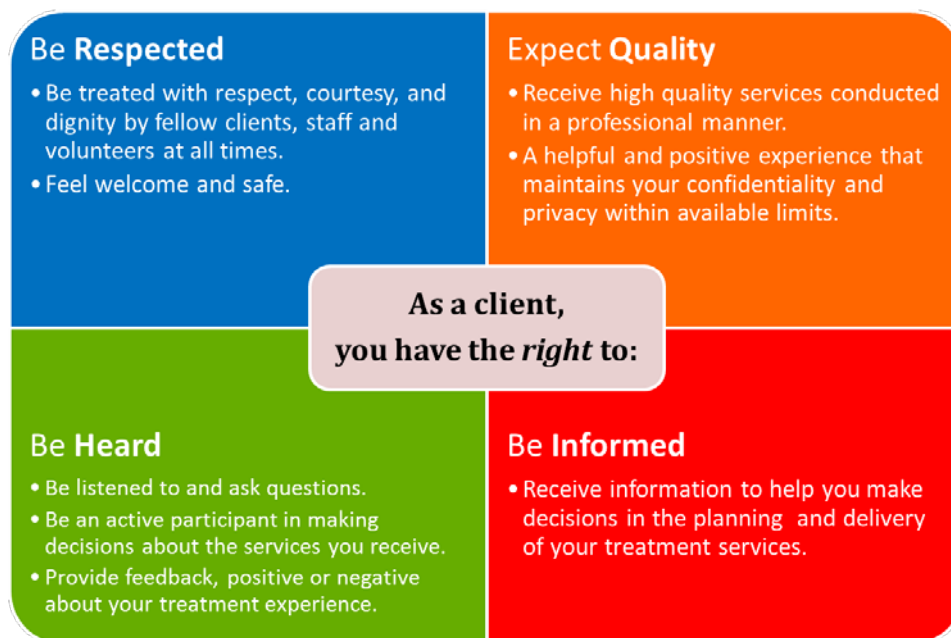 Be Respected
• Be treated with respect, courtesy, and
dignity by fellow clients, staff and
volunteers at all times.
• Feel welcome and safe.
Expect Quality
• Receive high quality services conducted
in a professional manner.
• A helpful and positive experience that
maintains your confidentiality and
privacy within available limits.
As a client,
you have the right to:
Be Heard
• Be listened to and ask questions.
• Be an active participant in making
decisions about the services you receive.
• Provide feedback, positive or negative
about your treatment experience.
Be Informed
• Receive information to help you make
decisions in the planning and delivery
of your treatment services.